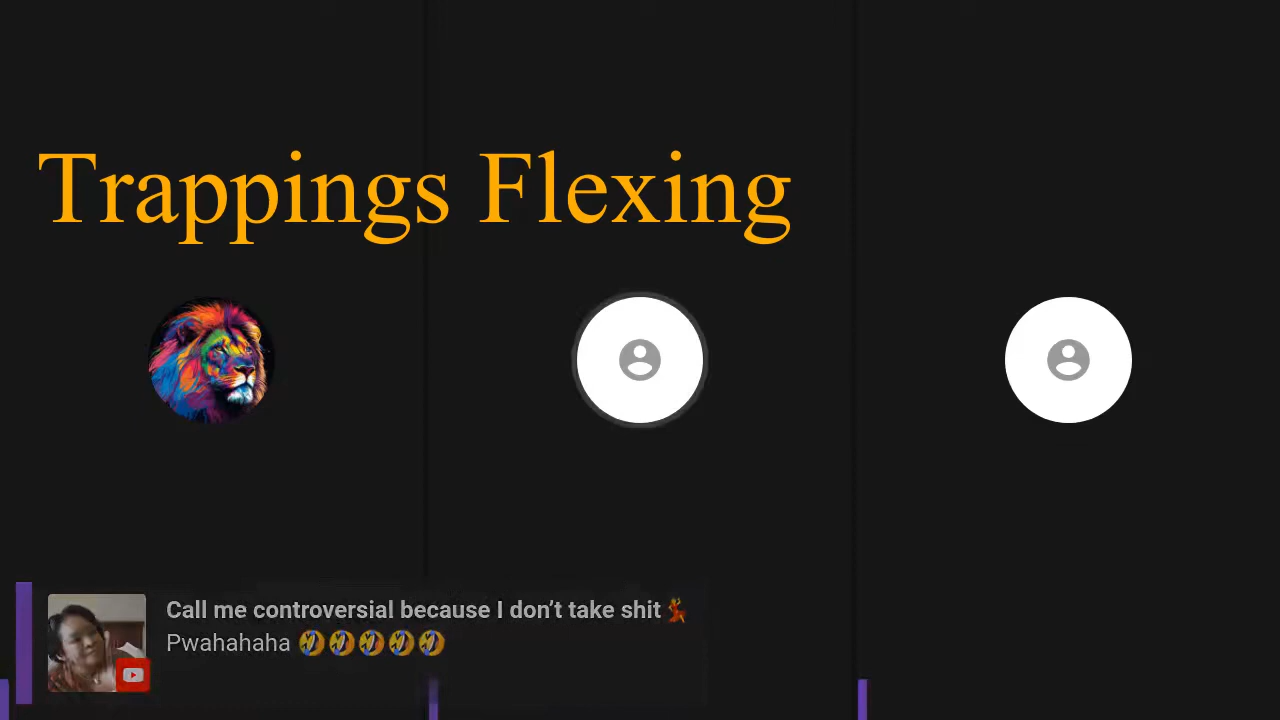 Trappings Flexing
Call me controversial because I don’t take shit💃
Pwahahaha 🤣🤣🤣🤣🤣